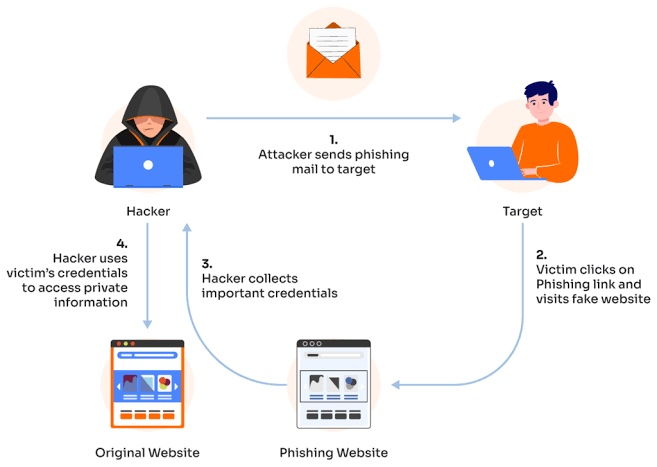 1.
Attacker sends phishing
mail to target
Hacker
Target
4.
Hacker uses
victim's credentials
to access private
information
3.
Hacker collects
important credentials
2.
Victim clicks on
Phishing link and
visits fake website
Original Website
Phishing Website